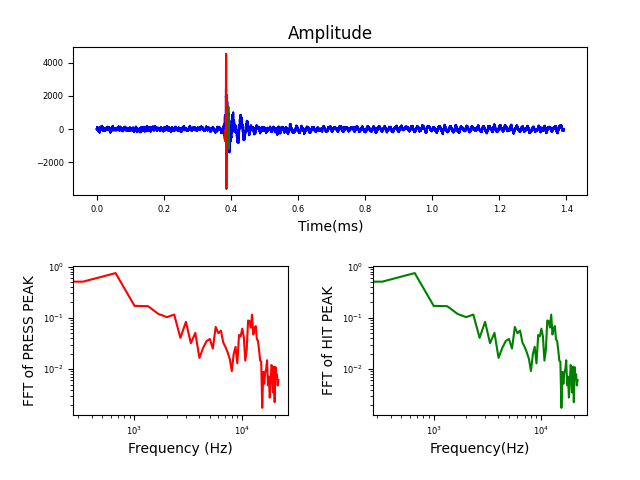 Amplitude
4000
2000
0
−2000
0.0 0.2 0.4 0.6 0.8 1.0 1.2 1.4
Time(ms)
FFT of PRESS PEAK
10⁰
10⁻¹
10⁻²
10³ 10⁴
Frequency (Hz)
FFT of HIT PEAK
10⁰
10⁻¹
10⁻²
10³ 10⁴
Frequency(Hz)